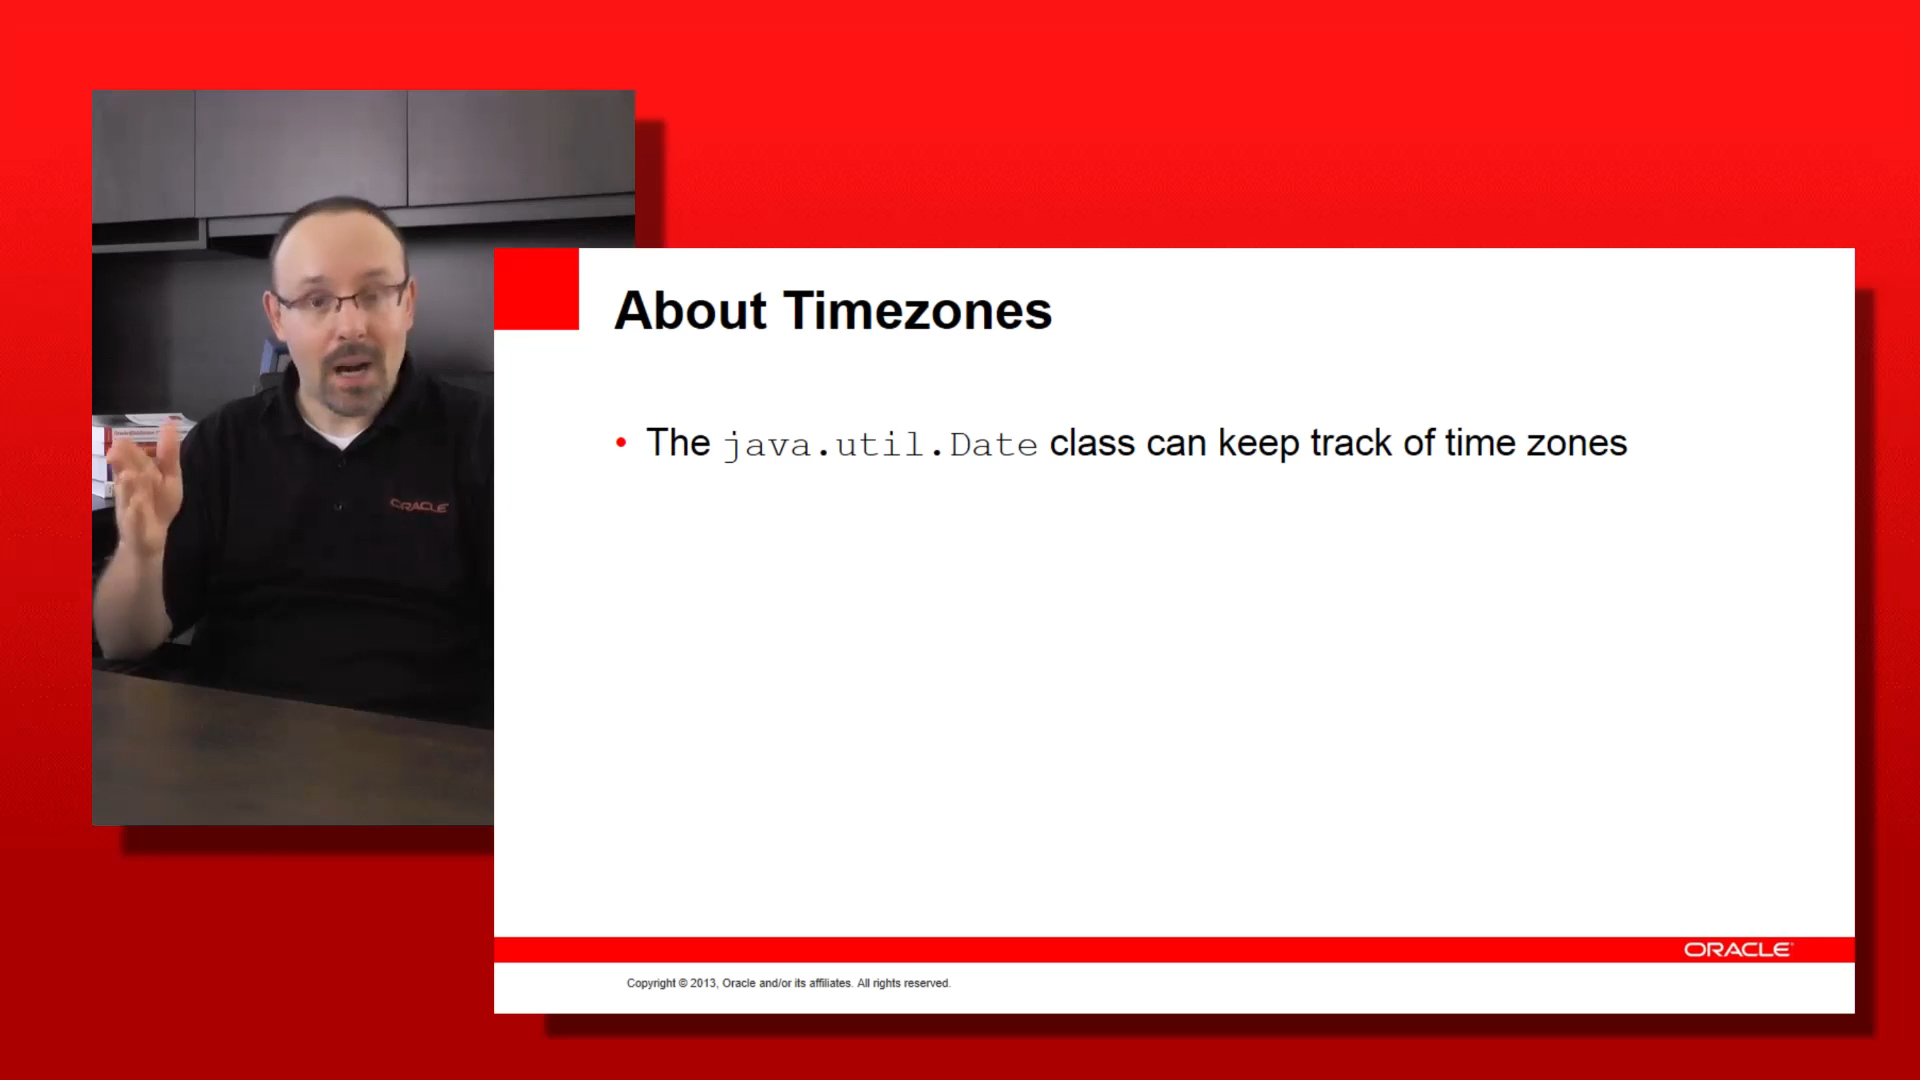 About Timezones
• The java.util.Date class can keep track of time zones
ORACLE
ORACLE
Copyright © 2013, Oracle and/or its affiliates. All rights reserved.